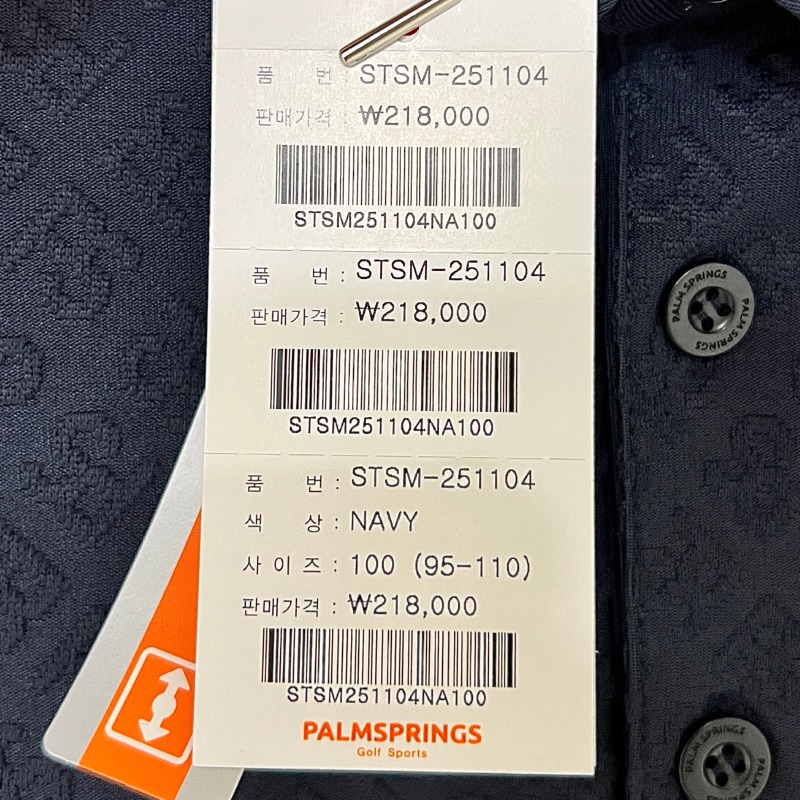 품 번 : STSM-251104
판매가격 : ₩218,000
STSM251104NA100
품 번 : STSM-251104
판매가격 : ₩218,000
STSM251104NA100
품 번 : STSM-251104
색 상 : NAVY
사 이 즈 : 100 (95-110)
판매가격 : ₩218,000
STSM251104NA100
PALMSPRINGS
Golf Sports
PALM SPRINGS
PALM SPRINGS
PALM SPRINGS